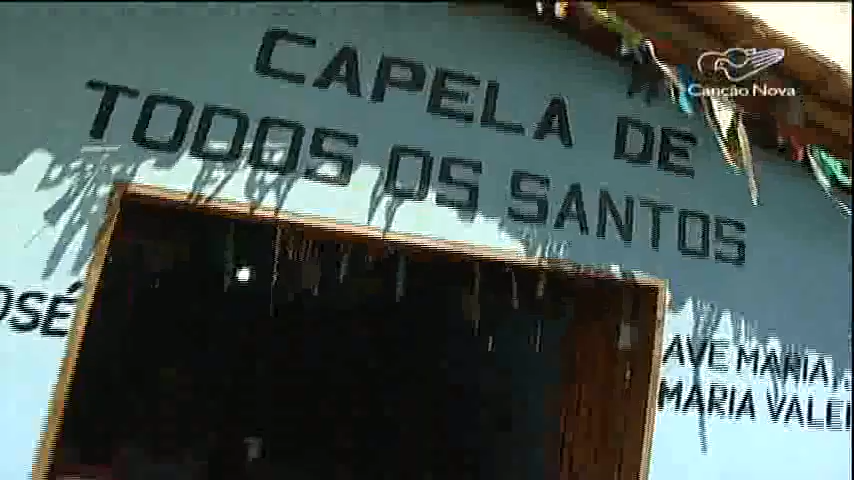 Canção Nova
CAPELA DE
TODOS OS SANTOS
OSÉ
AVE MARIA,
MARIA VALEI